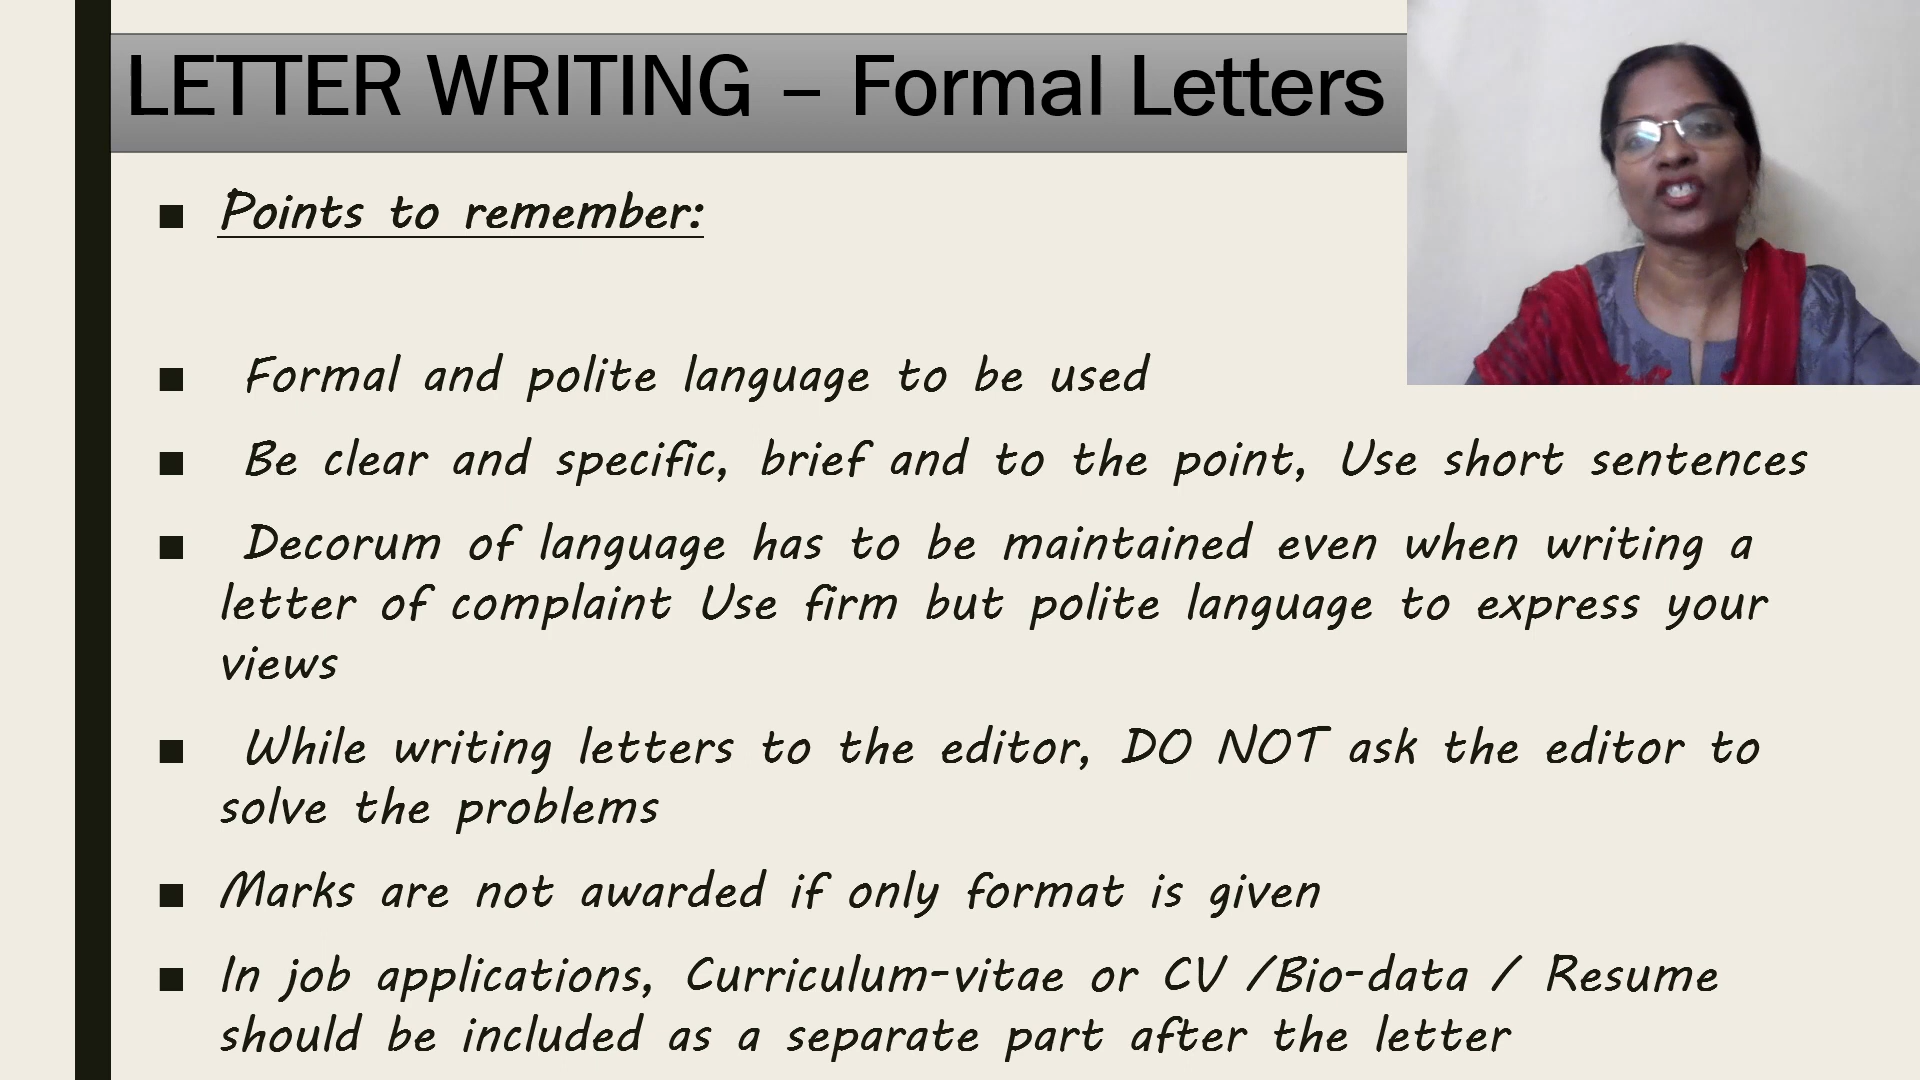 LETTER WRITING – Formal Letters
Points to remember:
Formal and polite language to be used
Be clear and specific, brief and to the point, Use short sentences
Decorum of language has to be maintained even when writing a
letter of complaint Use firm but polite language to express your
views
While writing letters to the editor, DO NOT ask the editor to
solve the problems
Marks are not awarded if only format is given
In job applications, Curriculum-vitae or CV /Bio-data / Resume
should be included as a separate part after the letter